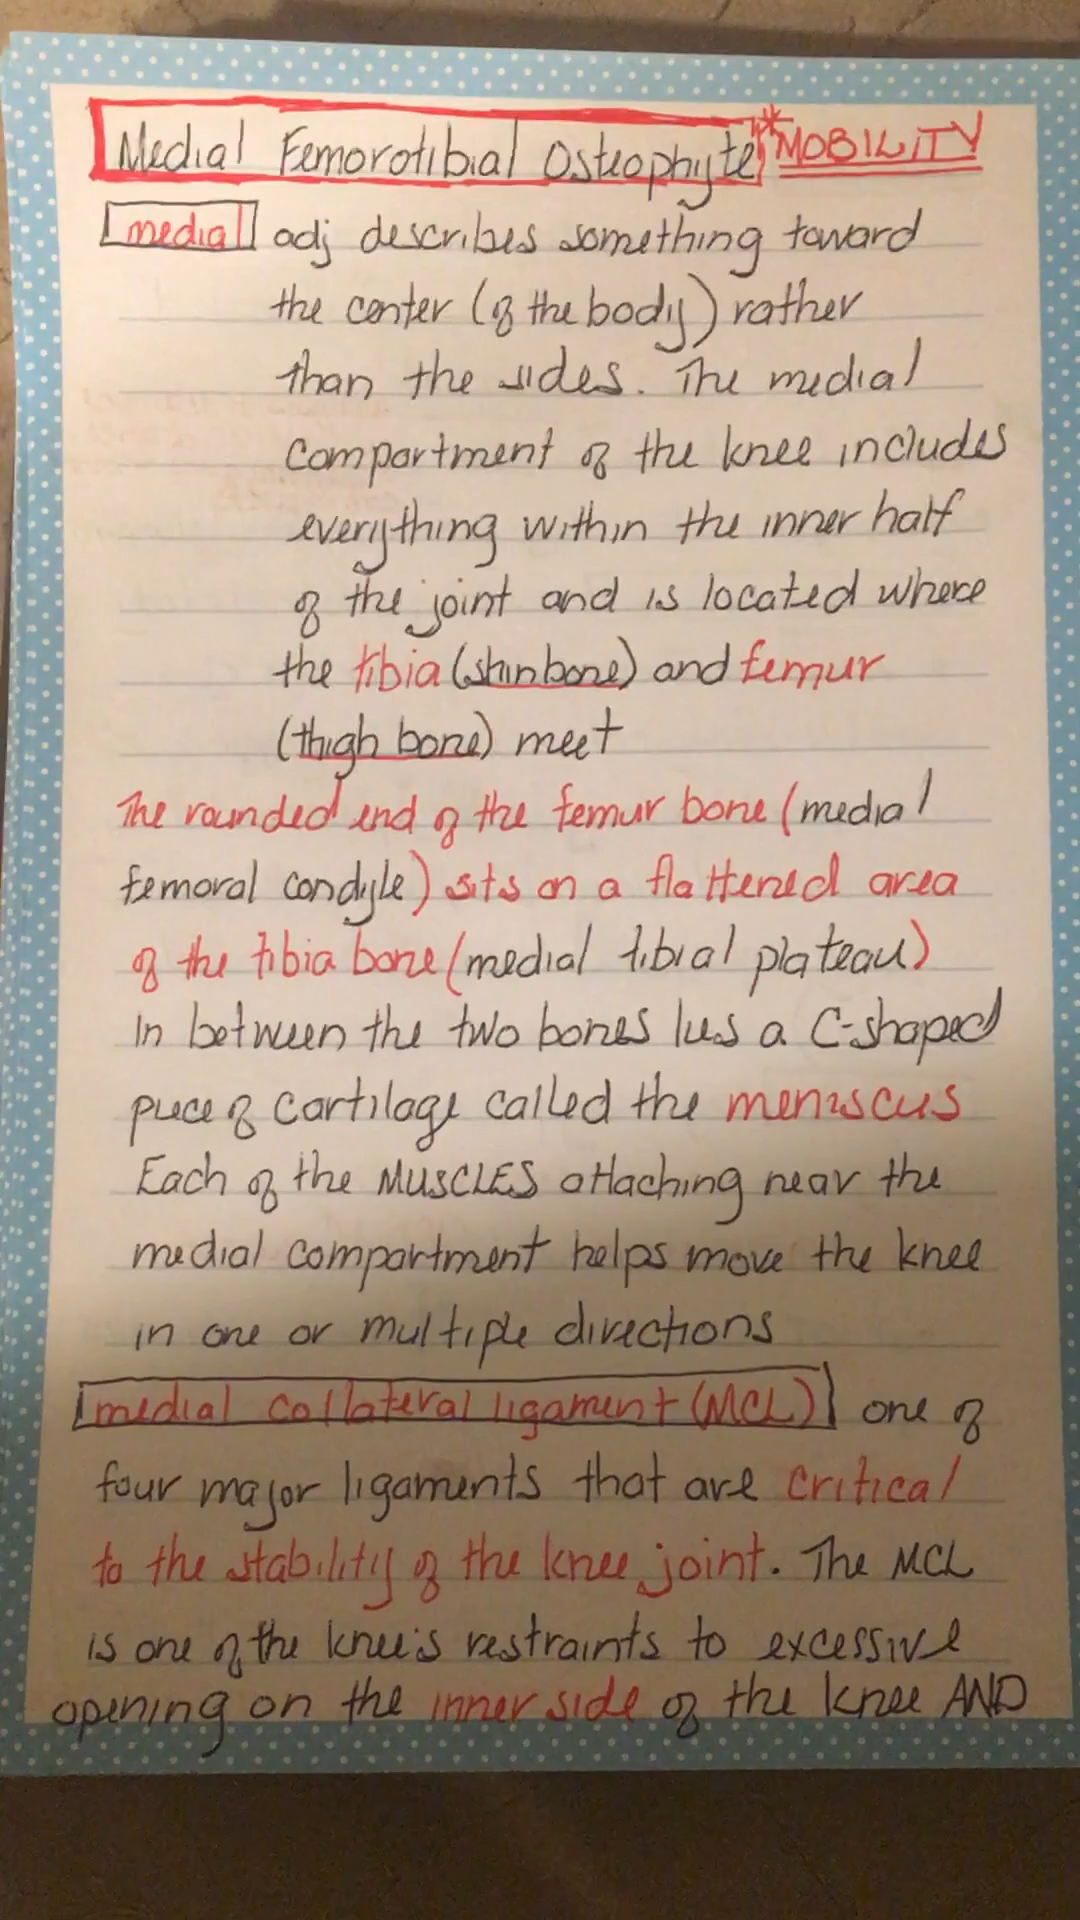 Medial Femorotibial Osteophyte *MOBILITY
medial adj describes something toward
the center (of the body) rather
than the sides. The medial
compartment of the knee includes
everything within the inner half
of the joint and is located where
the tibia (shinbone) and femur
(thigh bone) meet
The rounded end of the femur bone (medial
femoral condyle) sits on a flattened area
of the tibia bone (medial tibial plateau)
In between the two bones lies a C-shaped
piece of cartilage called the meniscus
Each of the MUSCLES attaching near the
medial compartment helps move the knee
in one or multiple directions
medial collateral ligament (MCL) one of
four major ligaments that are critical
to the stability of the knee joint. The MCL
is one of the knee's restraints to excessive
opening on the inner side of the knee AND